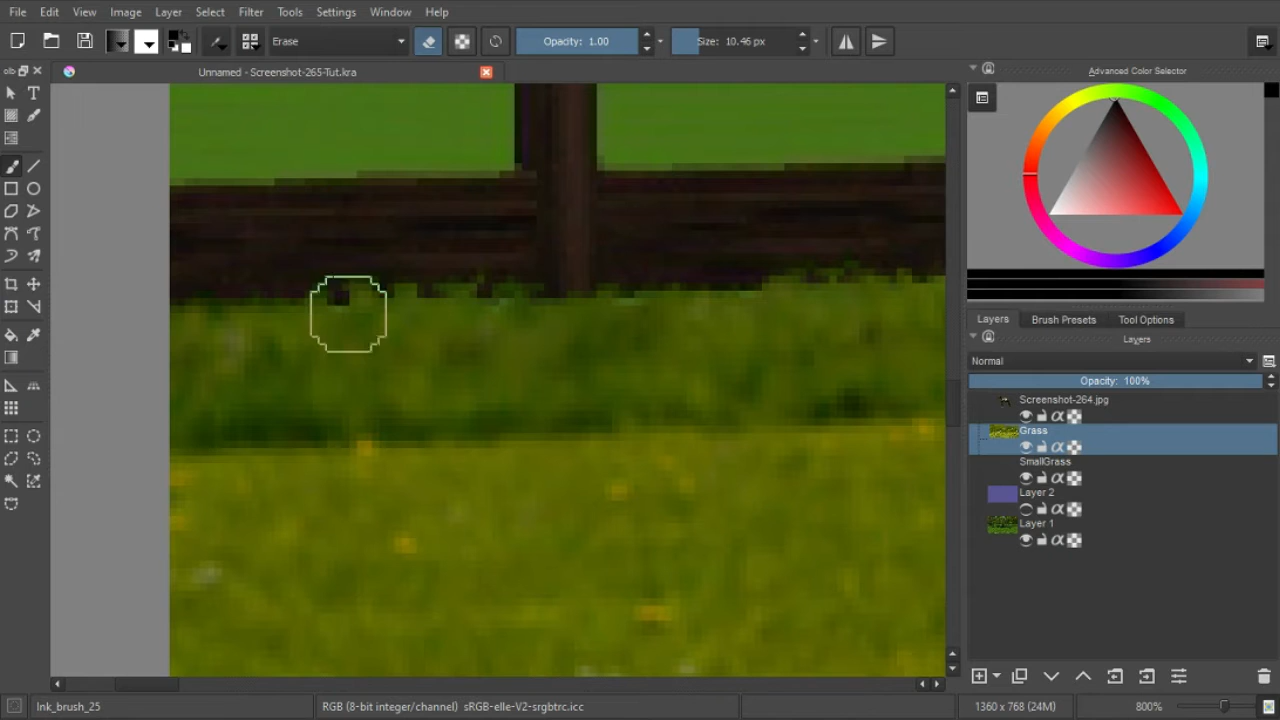 File Edit View Image Layer Select Filter Tools Settings Window Help
Erase Opacity: 1.00 Size: 10.46 px
Unnamed - Screenshot-265-Tut.kra
Advanced Color Selector
Layers Brush Presets Tool Options
Layers
Normal
Opacity: 100%
Screenshot-264.jpg
Grass
SmallGrass
Layer 2
Layer 1
Ink_brush_25 RGB (8-bit integer/channel) sRGB-elle-V2-srgbtrc.icc 1360 x 768 (24M) 800%